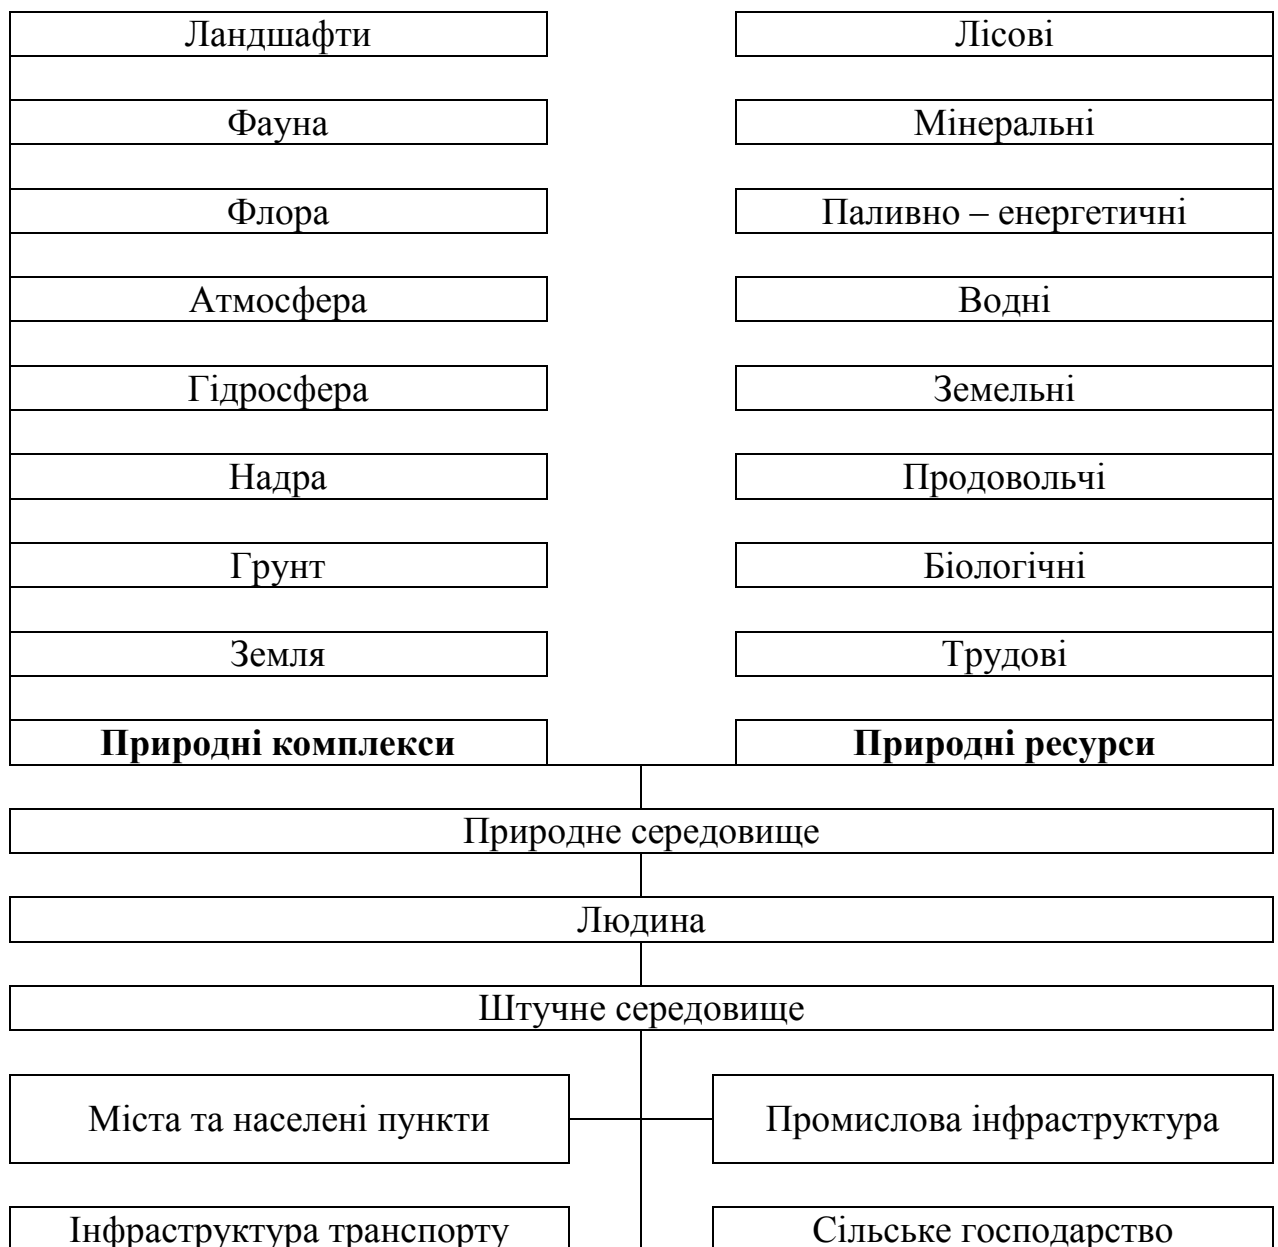 Ландшафти
Лісові
Фауна
Мінеральні
Флора
Паливно – енергетичні
Атмосфера
Водні
Гідросфера
Земельні
Надра
Продовольчі
Грунт
Біологічні
Земля
Трудові
Природні комплекси
Природні ресурси
Природне середовище
Людина
Штучне середовище
Міста та населені пункти
Промислова інфраструктура
Інфраструктура транспорту
Сільське господарство